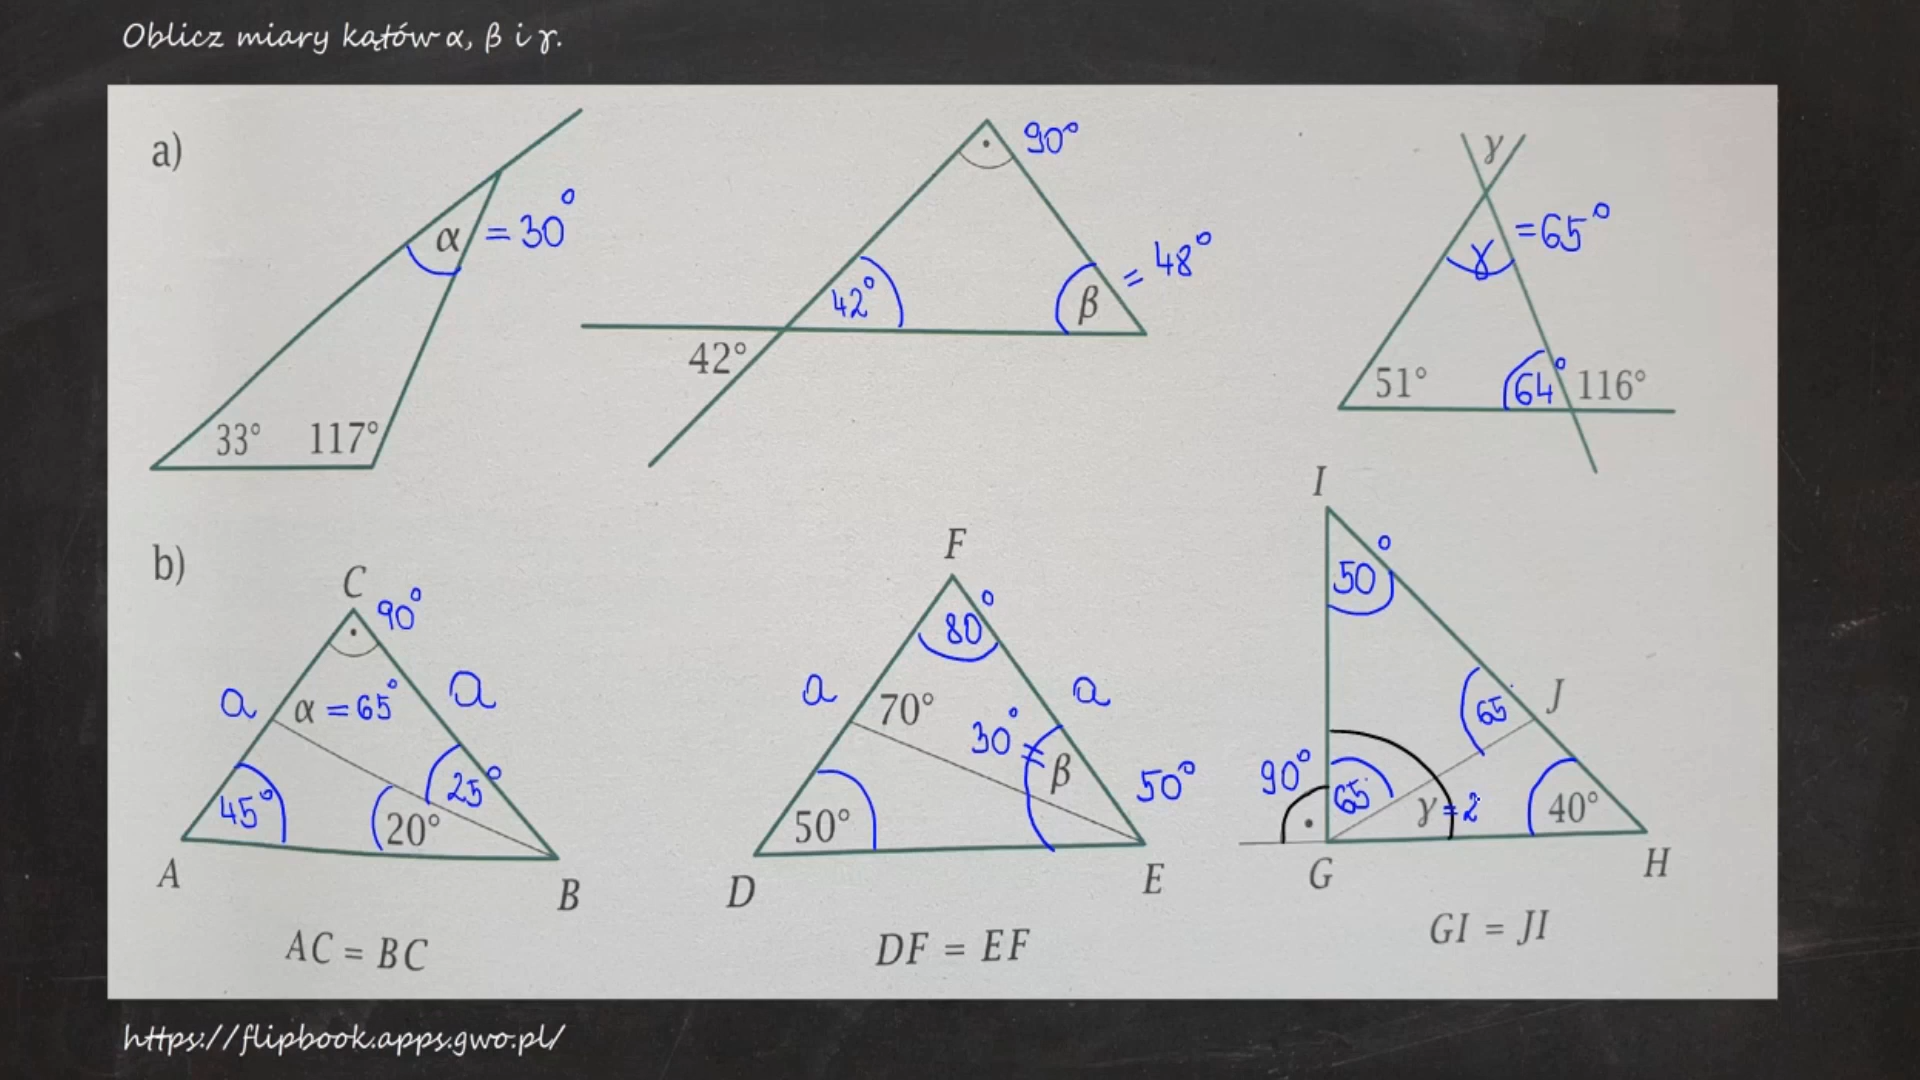 Oblicz miary kątów α, β i γ.
a)
α = 30°
33° 117°
90°
42°
β = 48°
42°
γ
γ = 65°
51° 64° 116°
b)
C
90°
a a
α = 65°
45° 20° 25°
A B
AC = BC
F
80°
a a
70°
30° = β
50° 50°
D E
DF = EF
I
50°
65 J
90° 65 γ = 2 40°
G H
GI = JI
https://flipbook.apps.gwo.pl/